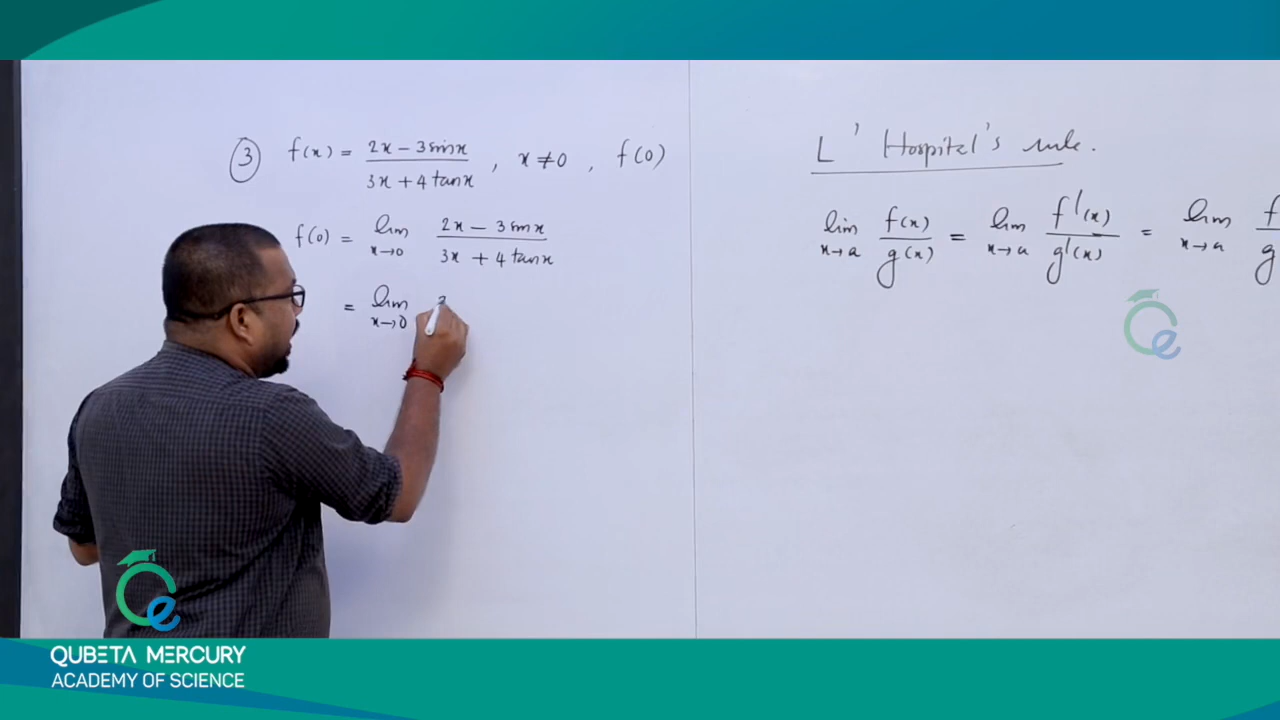 ③ f(x) = (2x − 3sinx)/(3x + 4tanx) , x ≠ 0 , f(0)
f(0) = lim x→0 (2x − 3sinx)/(3x + 4tanx)
= lim x→0
L' Hospital's rule.
lim x→a f(x)/g(x) = lim x→a f'(x)/g'(x) = lim x→a f/g
QUBETA MERCURY
ACADEMY OF SCIENCE